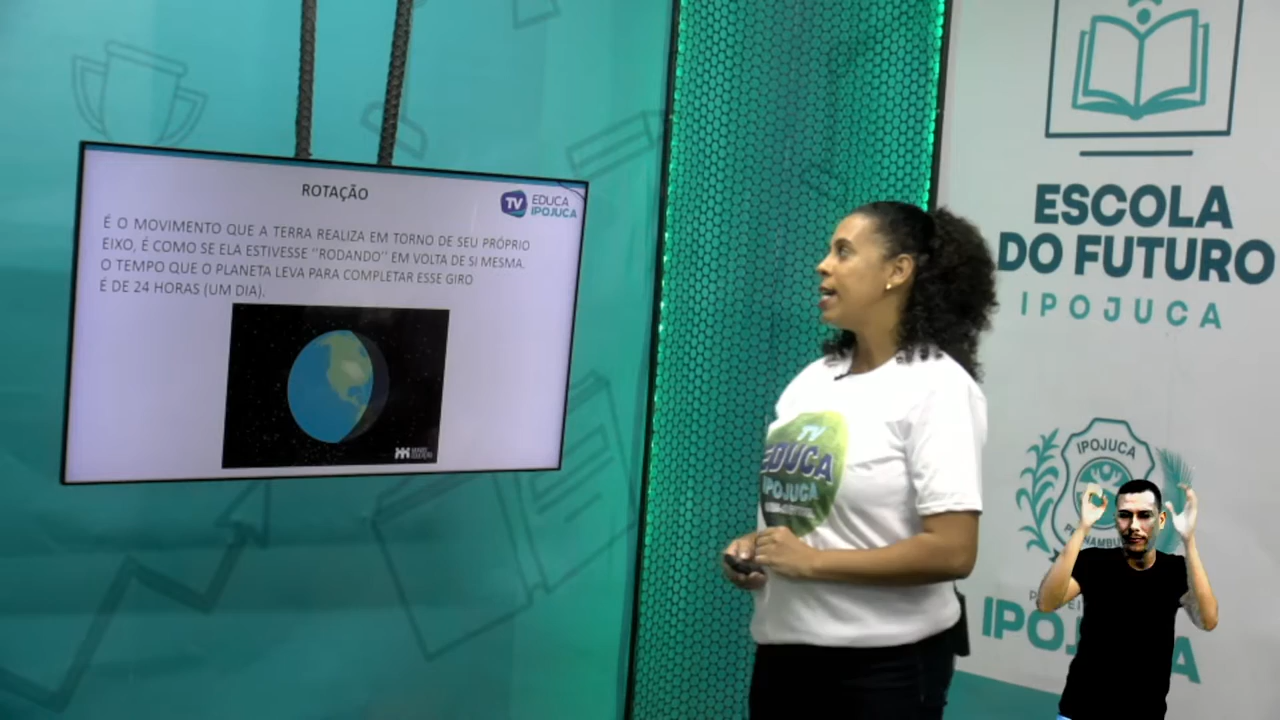 ROTAÇÃO
TV EDUCA
IPOJUCA
É O MOVIMENTO QUE A TERRA REALIZA EM TORNO DE SEU PRÓPRIO
EIXO, É COMO SE ELA ESTIVESSE ‘‘RODANDO’’ EM VOLTA DE SI MESMA.
O TEMPO QUE O PLANETA LEVA PARA COMPLETAR ESSE GIRO
É DE 24 HORAS (UM DIA).
ESCOLA
DO FUTURO
IPOJUCA
TV
EDUCA
IPOJUCA
IPOJUCA